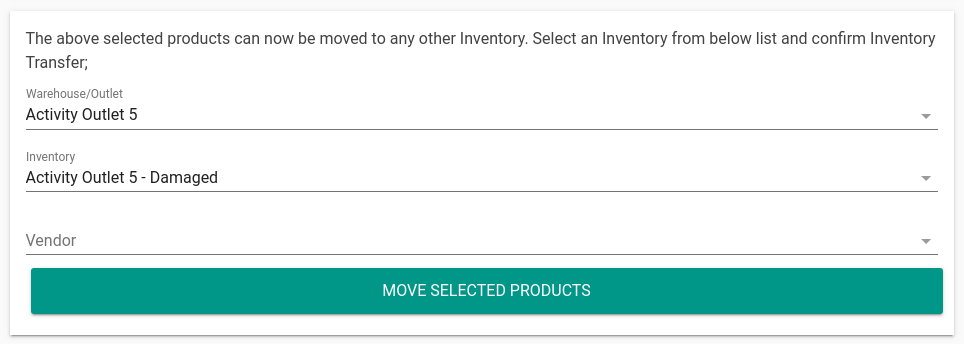 The above selected products can now be moved to any other Inventory. Select an Inventory from below list and confirm Inventory
Transfer;
Warehouse/Outlet
Activity Outlet 5
Inventory
Activity Outlet 5 - Damaged
Vendor
MOVE SELECTED PRODUCTS